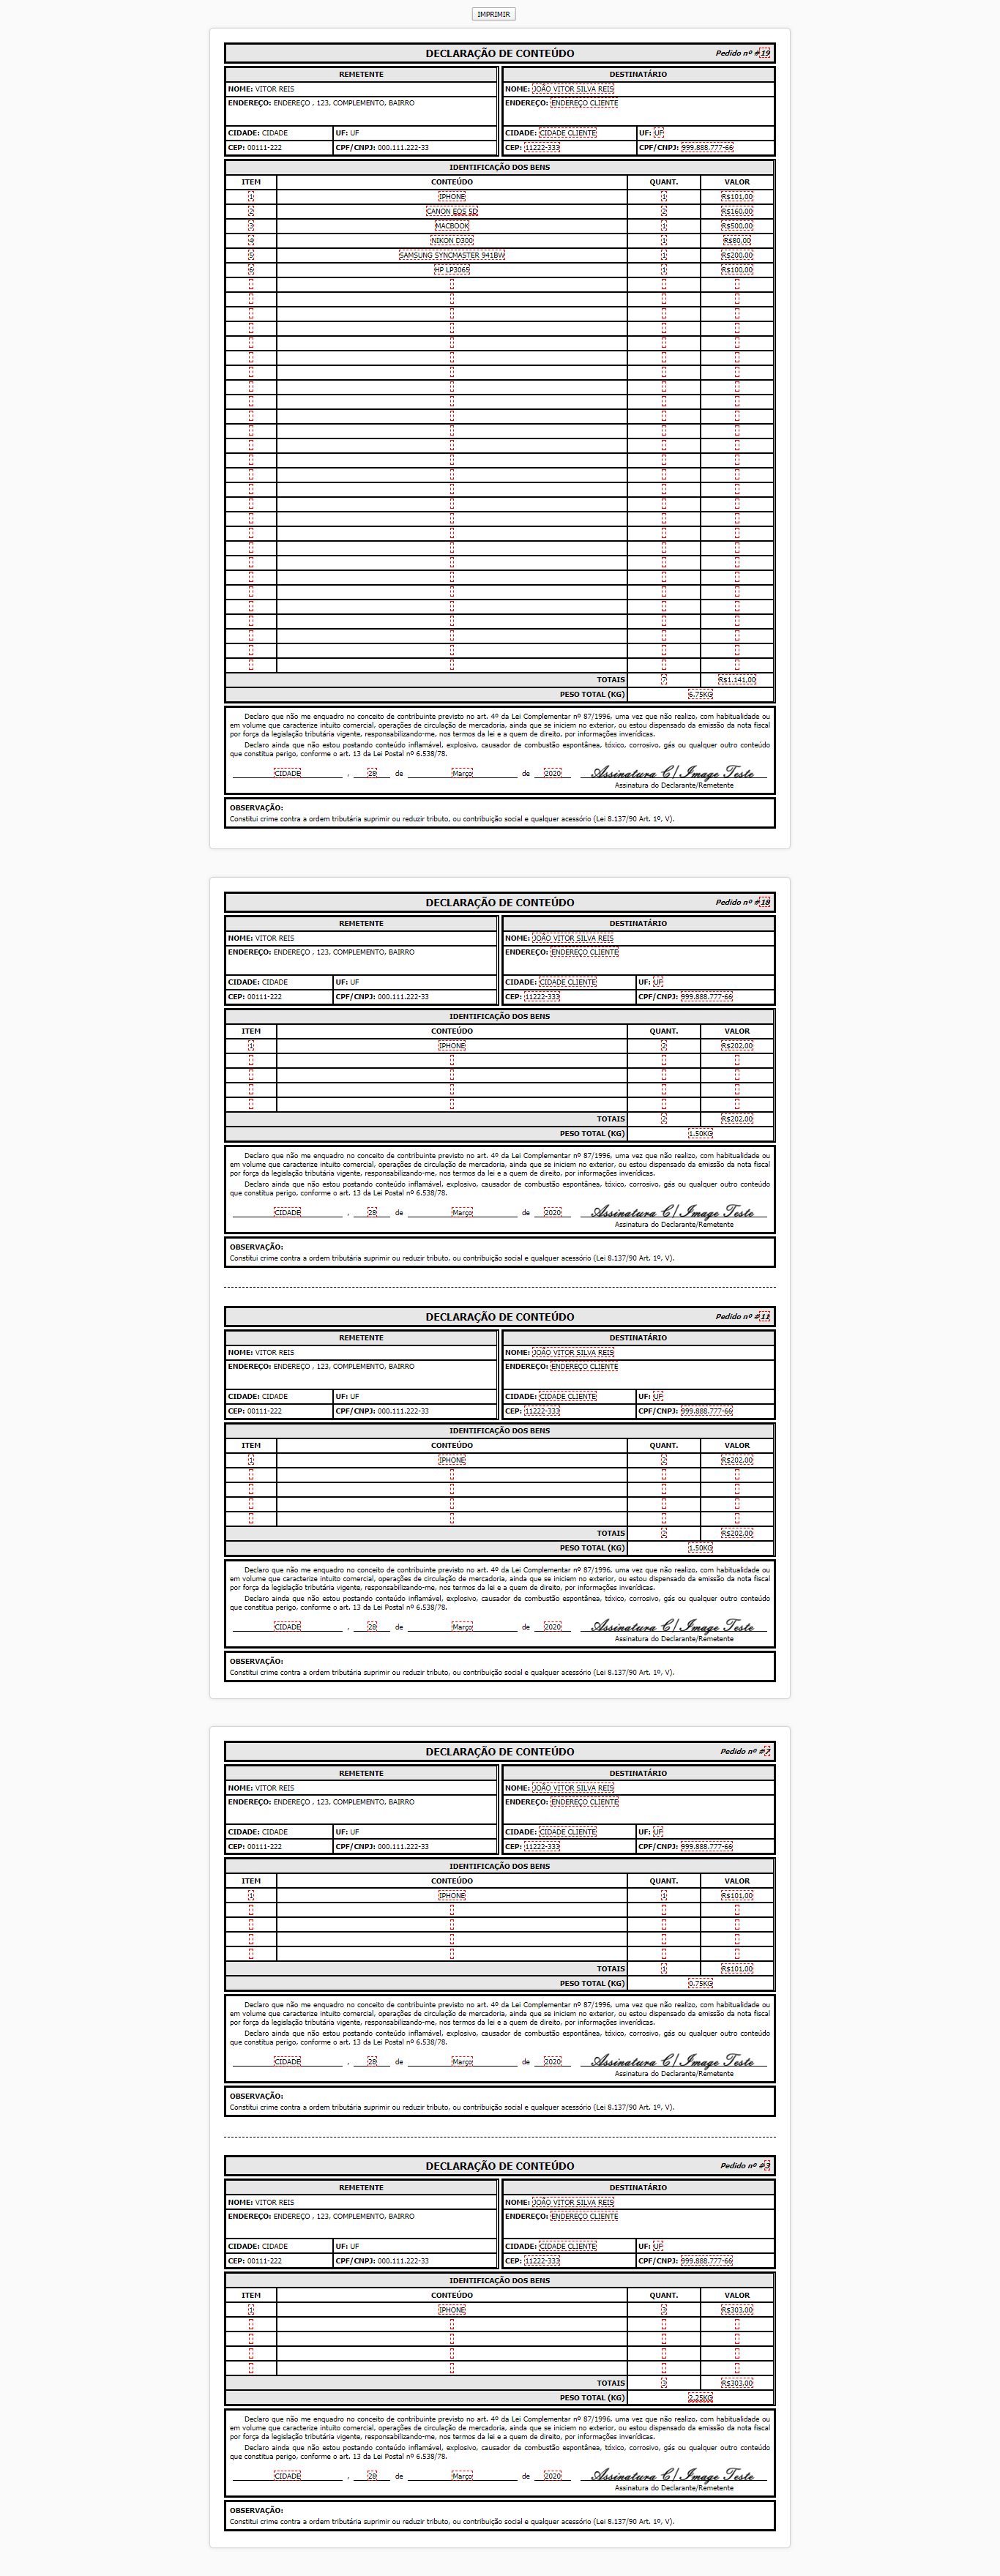 IMPRIMIR
DECLARAÇÃO DE CONTEÚDO Pedido nº #19
REMETENTE DESTINATÁRIO
NOME: VITOR REIS NOME: JOÃO VITOR SILVA REIS
ENDEREÇO: ENDEREÇO , 123, COMPLEMENTO, BAIRRO ENDEREÇO: ENDEREÇO CLIENTE
CIDADE: CIDADE UF: UF CIDADE: CIDADE CLIENTE UF: UF
CEP: 00111-222 CPF/CNPJ: 000.111.222-33 CEP: 11222-333 CPF/CNPJ: 999.888.777-66
IDENTIFICAÇÃO DOS BENS
ITEM CONTEÚDO QUANT. VALOR
1 IPHONE 1 R$101,00
2 CANON EOS 5D 2 R$160,00
3 MACBOOK 1 R$500,00
4 NIKON D300 1 R$80,00
5 SAMSUNG SYNCMASTER 941BW 1 R$200,00
6 HP LP3065 1 R$100,00
TOTAIS 7 R$1.141,00
PESO TOTAL (KG) 6.75KG
Declaro que não me enquadro no conceito de contribuinte previsto no art. 4º da Lei Complementar nº 87/1996, uma vez que não realizo, com habitualidade ou
em volume que caracterize intuito comercial, operações de circulação de mercadoria, ainda que se iniciem no exterior, ou estou dispensado da emissão da nota fiscal
por força da legislação tributária vigente, responsabilizando-me, nos termos da lei e a quem de direito, por informações inverídicas.
Declaro ainda que não estou postando conteúdo inflamável, explosivo, causador de combustão espontânea, tóxico, corrosivo, gás ou qualquer outro conteúdo
que constitua perigo, conforme o art. 13 da Lei Postal nº 6.538/78.
CIDADE , 28 de Março de 2020 Assinatura C/ Image Teste
Assinatura do Declarante/Remetente
OBSERVAÇÃO:
Constitui crime contra a ordem tributária suprimir ou reduzir tributo, ou contribuição social e qualquer acessório (Lei 8.137/90 Art. 1º, V).
DECLARAÇÃO DE CONTEÚDO Pedido nº #18
REMETENTE DESTINATÁRIO
NOME: VITOR REIS NOME: JOÃO VITOR SILVA REIS
ENDEREÇO: ENDEREÇO , 123, COMPLEMENTO, BAIRRO ENDEREÇO: ENDEREÇO CLIENTE
CIDADE: CIDADE UF: UF CIDADE: CIDADE CLIENTE UF: UF
CEP: 00111-222 CPF/CNPJ: 000.111.222-33 CEP: 11222-333 CPF/CNPJ: 999.888.777-66
IDENTIFICAÇÃO DOS BENS
ITEM CONTEÚDO QUANT. VALOR
1 IPHONE 2 R$202,00
TOTAIS 2 R$202,00
PESO TOTAL (KG) 1.50KG
Declaro que não me enquadro no conceito de contribuinte previsto no art. 4º da Lei Complementar nº 87/1996, uma vez que não realizo, com habitualidade ou
em volume que caracterize intuito comercial, operações de circulação de mercadoria, ainda que se iniciem no exterior, ou estou dispensado da emissão da nota fiscal
por força da legislação tributária vigente, responsabilizando-me, nos termos da lei e a quem de direito, por informações inverídicas.
Declaro ainda que não estou postando conteúdo inflamável, explosivo, causador de combustão espontânea, tóxico, corrosivo, gás ou qualquer outro conteúdo
que constitua perigo, conforme o art. 13 da Lei Postal nº 6.538/78.
CIDADE , 28 de Março de 2020 Assinatura C/ Image Teste
Assinatura do Declarante/Remetente
OBSERVAÇÃO:
Constitui crime contra a ordem tributária suprimir ou reduzir tributo, ou contribuição social e qualquer acessório (Lei 8.137/90 Art. 1º, V).
DECLARAÇÃO DE CONTEÚDO Pedido nº #11
REMETENTE DESTINATÁRIO
NOME: VITOR REIS NOME: JOÃO VITOR SILVA REIS
ENDEREÇO: ENDEREÇO , 123, COMPLEMENTO, BAIRRO ENDEREÇO: ENDEREÇO CLIENTE
CIDADE: CIDADE UF: UF CIDADE: CIDADE CLIENTE UF: UF
CEP: 00111-222 CPF/CNPJ: 000.111.222-33 CEP: 11222-333 CPF/CNPJ: 999.888.777-66
IDENTIFICAÇÃO DOS BENS
ITEM CONTEÚDO QUANT. VALOR
1 IPHONE 2 R$202,00
TOTAIS 2 R$202,00
PESO TOTAL (KG) 1.50KG
Declaro que não me enquadro no conceito de contribuinte previsto no art. 4º da Lei Complementar nº 87/1996, uma vez que não realizo, com habitualidade ou
em volume que caracterize intuito comercial, operações de circulação de mercadoria, ainda que se iniciem no exterior, ou estou dispensado da emissão da nota fiscal
por força da legislação tributária vigente, responsabilizando-me, nos termos da lei e a quem de direito, por informações inverídicas.
Declaro ainda que não estou postando conteúdo inflamável, explosivo, causador de combustão espontânea, tóxico, corrosivo, gás ou qualquer outro conteúdo
que constitua perigo, conforme o art. 13 da Lei Postal nº 6.538/78.
CIDADE , 28 de Março de 2020 Assinatura C/ Image Teste
Assinatura do Declarante/Remetente
OBSERVAÇÃO:
Constitui crime contra a ordem tributária suprimir ou reduzir tributo, ou contribuição social e qualquer acessório (Lei 8.137/90 Art. 1º, V).
DECLARAÇÃO DE CONTEÚDO Pedido nº #7
REMETENTE DESTINATÁRIO
NOME: VITOR REIS NOME: JOÃO VITOR SILVA REIS
ENDEREÇO: ENDEREÇO , 123, COMPLEMENTO, BAIRRO ENDEREÇO: ENDEREÇO CLIENTE
CIDADE: CIDADE UF: UF CIDADE: CIDADE CLIENTE UF: UF
CEP: 00111-222 CPF/CNPJ: 000.111.222-33 CEP: 11222-333 CPF/CNPJ: 999.888.777-66
IDENTIFICAÇÃO DOS BENS
ITEM CONTEÚDO QUANT. VALOR
1 IPHONE 1 R$101,00
TOTAIS 1 R$101,00
PESO TOTAL (KG) 0.75KG
Declaro que não me enquadro no conceito de contribuinte previsto no art. 4º da Lei Complementar nº 87/1996, uma vez que não realizo, com habitualidade ou
em volume que caracterize intuito comercial, operações de circulação de mercadoria, ainda que se iniciem no exterior, ou estou dispensado da emissão da nota fiscal
por força da legislação tributária vigente, responsabilizando-me, nos termos da lei e a quem de direito, por informações inverídicas.
Declaro ainda que não estou postando conteúdo inflamável, explosivo, causador de combustão espontânea, tóxico, corrosivo, gás ou qualquer outro conteúdo
que constitua perigo, conforme o art. 13 da Lei Postal nº 6.538/78.
CIDADE , 28 de Março de 2020 Assinatura C/ Image Teste
Assinatura do Declarante/Remetente
OBSERVAÇÃO:
Constitui crime contra a ordem tributária suprimir ou reduzir tributo, ou contribuição social e qualquer acessório (Lei 8.137/90 Art. 1º, V).
DECLARAÇÃO DE CONTEÚDO Pedido nº #3
REMETENTE DESTINATÁRIO
NOME: VITOR REIS NOME: JOÃO VITOR SILVA REIS
ENDEREÇO: ENDEREÇO , 123, COMPLEMENTO, BAIRRO ENDEREÇO: ENDEREÇO CLIENTE
CIDADE: CIDADE UF: UF CIDADE: CIDADE CLIENTE UF: UF
CEP: 00111-222 CPF/CNPJ: 000.111.222-33 CEP: 11222-333 CPF/CNPJ: 999.888.777-66
IDENTIFICAÇÃO DOS BENS
ITEM CONTEÚDO QUANT. VALOR
1 IPHONE 3 R$303,00
TOTAIS 3 R$303,00
PESO TOTAL (KG) 2.25KG
Declaro que não me enquadro no conceito de contribuinte previsto no art. 4º da Lei Complementar nº 87/1996, uma vez que não realizo, com habitualidade ou
em volume que caracterize intuito comercial, operações de circulação de mercadoria, ainda que se iniciem no exterior, ou estou dispensado da emissão da nota fiscal
por força da legislação tributária vigente, responsabilizando-me, nos termos da lei e a quem de direito, por informações inverídicas.
Declaro ainda que não estou postando conteúdo inflamável, explosivo, causador de combustão espontânea, tóxico, corrosivo, gás ou qualquer outro conteúdo
que constitua perigo, conforme o art. 13 da Lei Postal nº 6.538/78.
CIDADE , 28 de Março de 2020 Assinatura C/ Image Teste
Assinatura do Declarante/Remetente
OBSERVAÇÃO:
Constitui crime contra a ordem tributária suprimir ou reduzir tributo, ou contribuição social e qualquer acessório (Lei 8.137/90 Art. 1º, V).